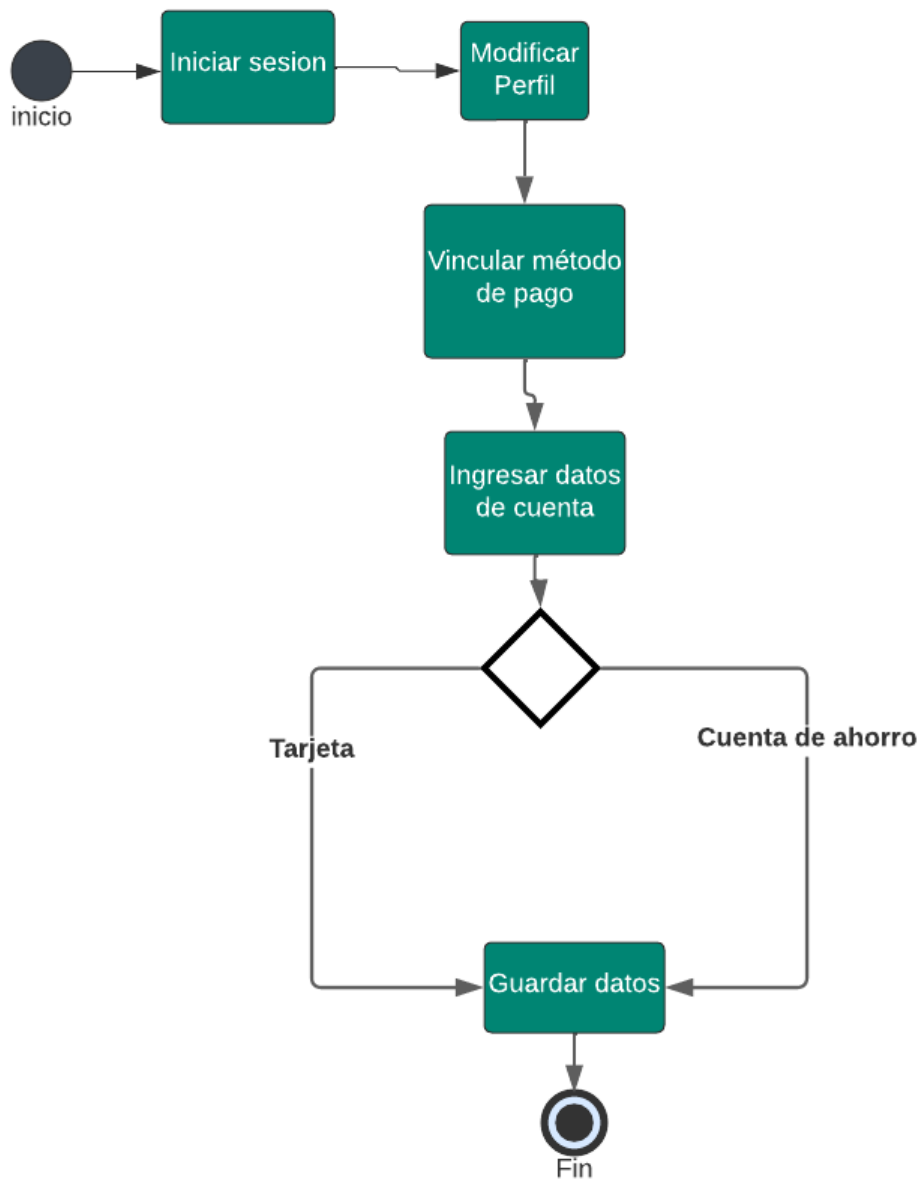 inicio
Iniciar sesion
Modificar
Perfil
Vincular método
de pago
Ingresar datos
de cuenta
Tarjeta
Cuenta de ahorro
Guardar datos
Fin